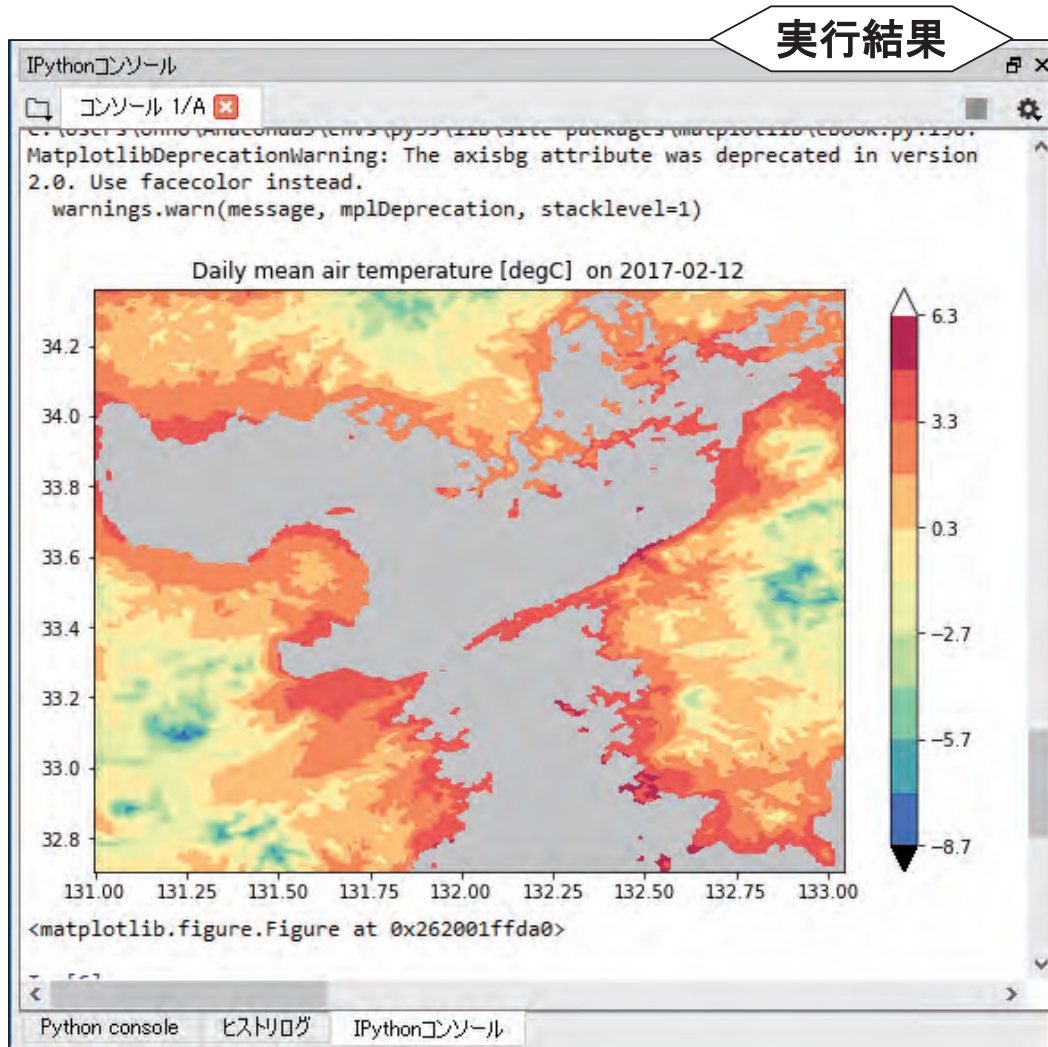 実行結果
IPythonコンソール
コンソール 1/A
MatplotlibDeprecationWarning: The axisbg attribute was deprecated in version
2.0. Use facecolor instead.
warnings.warn(message, mplDeprecation, stacklevel=1)
Daily mean air temperature [degC] on 2017-02-12
34.2
34.0
33.8
33.6
33.4
33.2
33.0
32.8
131.00 131.25 131.50 131.75 132.00 132.25 132.50 132.75 133.00
6.3
3.3
0.3
−2.7
−5.7
−8.7
<matplotlib.figure.Figure at 0x262001ffda0>
Python console ヒストリログ IPythonコンソール